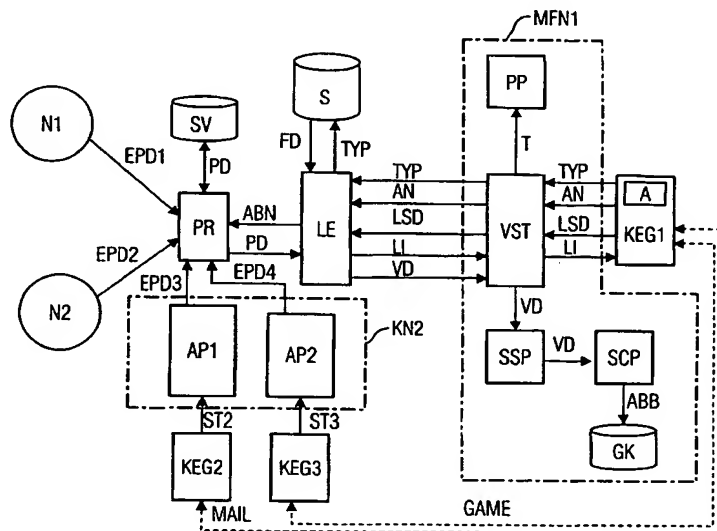 MFN1
N1
SV
S
PP
EPD1
PD
FD
TYP
T
TYP
TYP
AN
AN
A
PR
ABN
LE
LSD
VST
LSD
KEG1
PD
LI
LI
EPD2
EPD3
EPD4
VD
N2
KN2
VD
AP1
AP2
SSP
VD
SCP
ST2
ST3
ABB
KEG2
KEG3
GK
MAIL
GAME